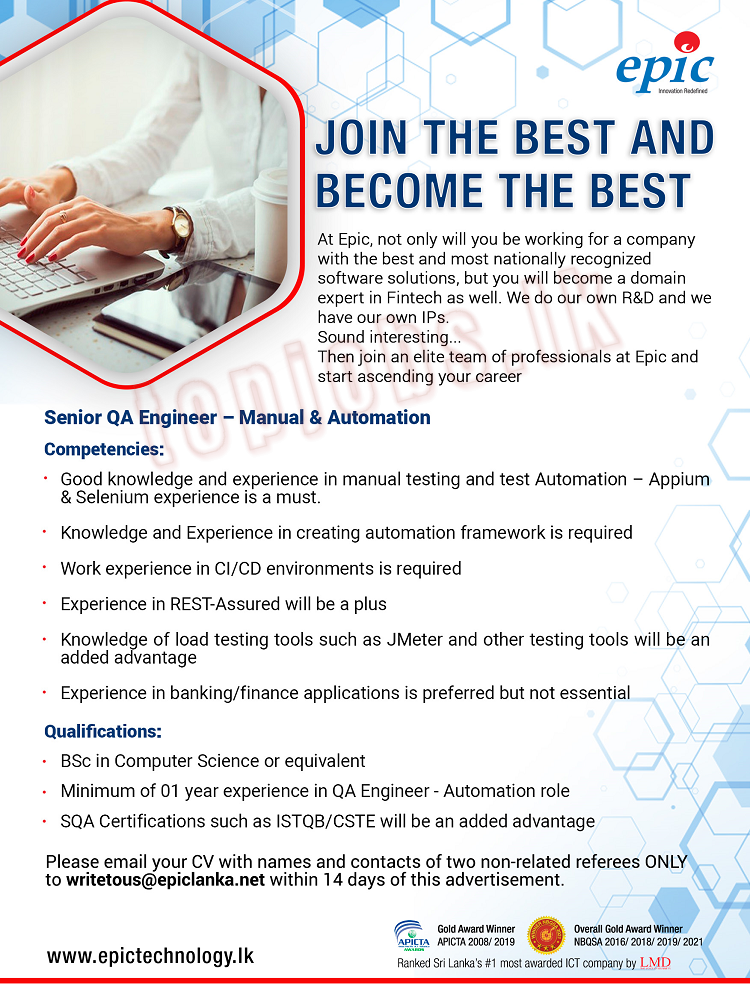 epic
Innovation Redefined
JOIN THE BEST AND
BECOME THE BEST
At Epic, not only will you be working for a company
with the best and most nationally recognized
software solutions, but you will become a domain
expert in Fintech as well. We do our own R&D and we
have our own IPs.
Sound interesting...
Then join an elite team of professionals at Epic and
start ascending your career
topjobs.lk
Senior QA Engineer – Manual & Automation
Competencies:
• Good knowledge and experience in manual testing and test Automation – Appium
& Selenium experience is a must.
• Knowledge and Experience in creating automation framework is required
• Work experience in CI/CD environments is required
• Experience in REST-Assured will be a plus
• Knowledge of load testing tools such as JMeter and other testing tools will be an
added advantage
• Experience in banking/finance applications is preferred but not essential
Qualifications:
• BSc in Computer Science or equivalent
• Minimum of 01 year experience in QA Engineer - Automation role
• SQA Certifications such as ISTQB/CSTE will be an added advantage
Please email your CV with names and contacts of two non-related referees ONLY
to writetous@epiclanka.net within 14 days of this advertisement.
www.epictechnology.lk
APICTA
AWARDS
Gold Award Winner
APICTA 2008/ 2019
Overall Gold Award Winner
NBQSA 2016/ 2018/ 2019/ 2021
Ranked Sri Lanka's #1 most awarded ICT company by LMD